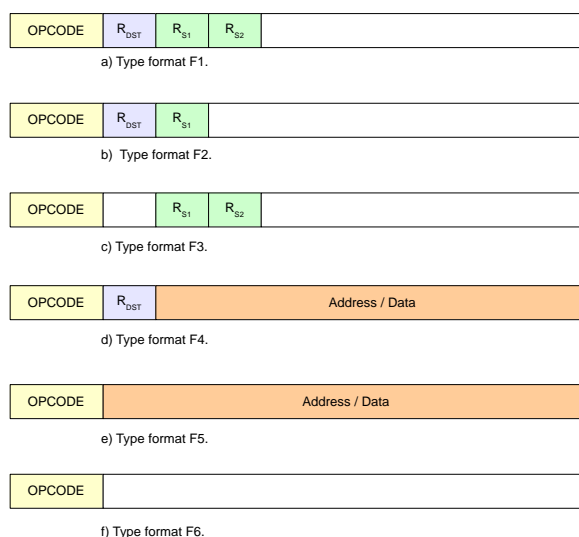 OPCODE R_DST R_S1 R_S2
a) Type format F1.
OPCODE R_DST R_S1
b) Type format F2.
OPCODE R_S1 R_S2
c) Type format F3.
OPCODE R_DST Address / Data
d) Type format F4.
OPCODE Address / Data
e) Type format F5.
OPCODE
f) Type format F6.